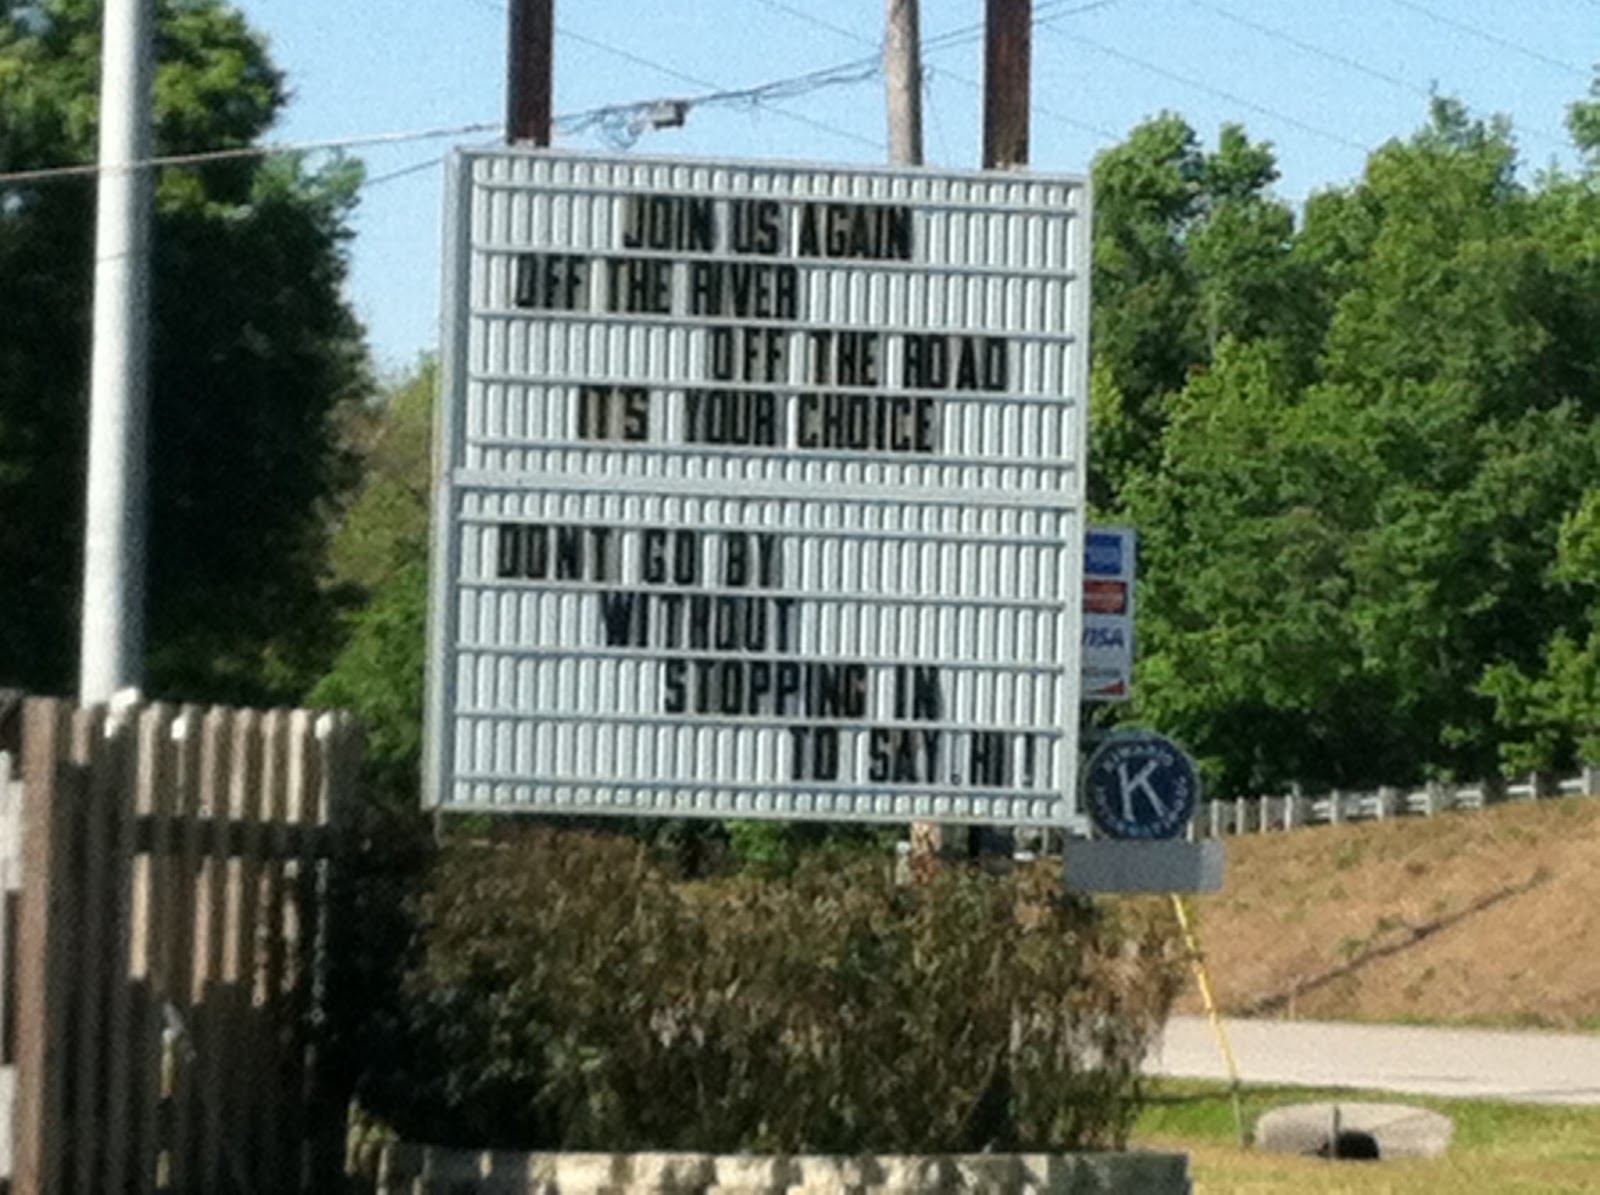 JOIN US AGAIN
OFF THE RIVER
OFF THE ROAD
IT'S YOUR CHOICE
DONT GO BY
WITHOUT
STOPPING IN
TO SAY.HI!
VISA
KIWANIS
K